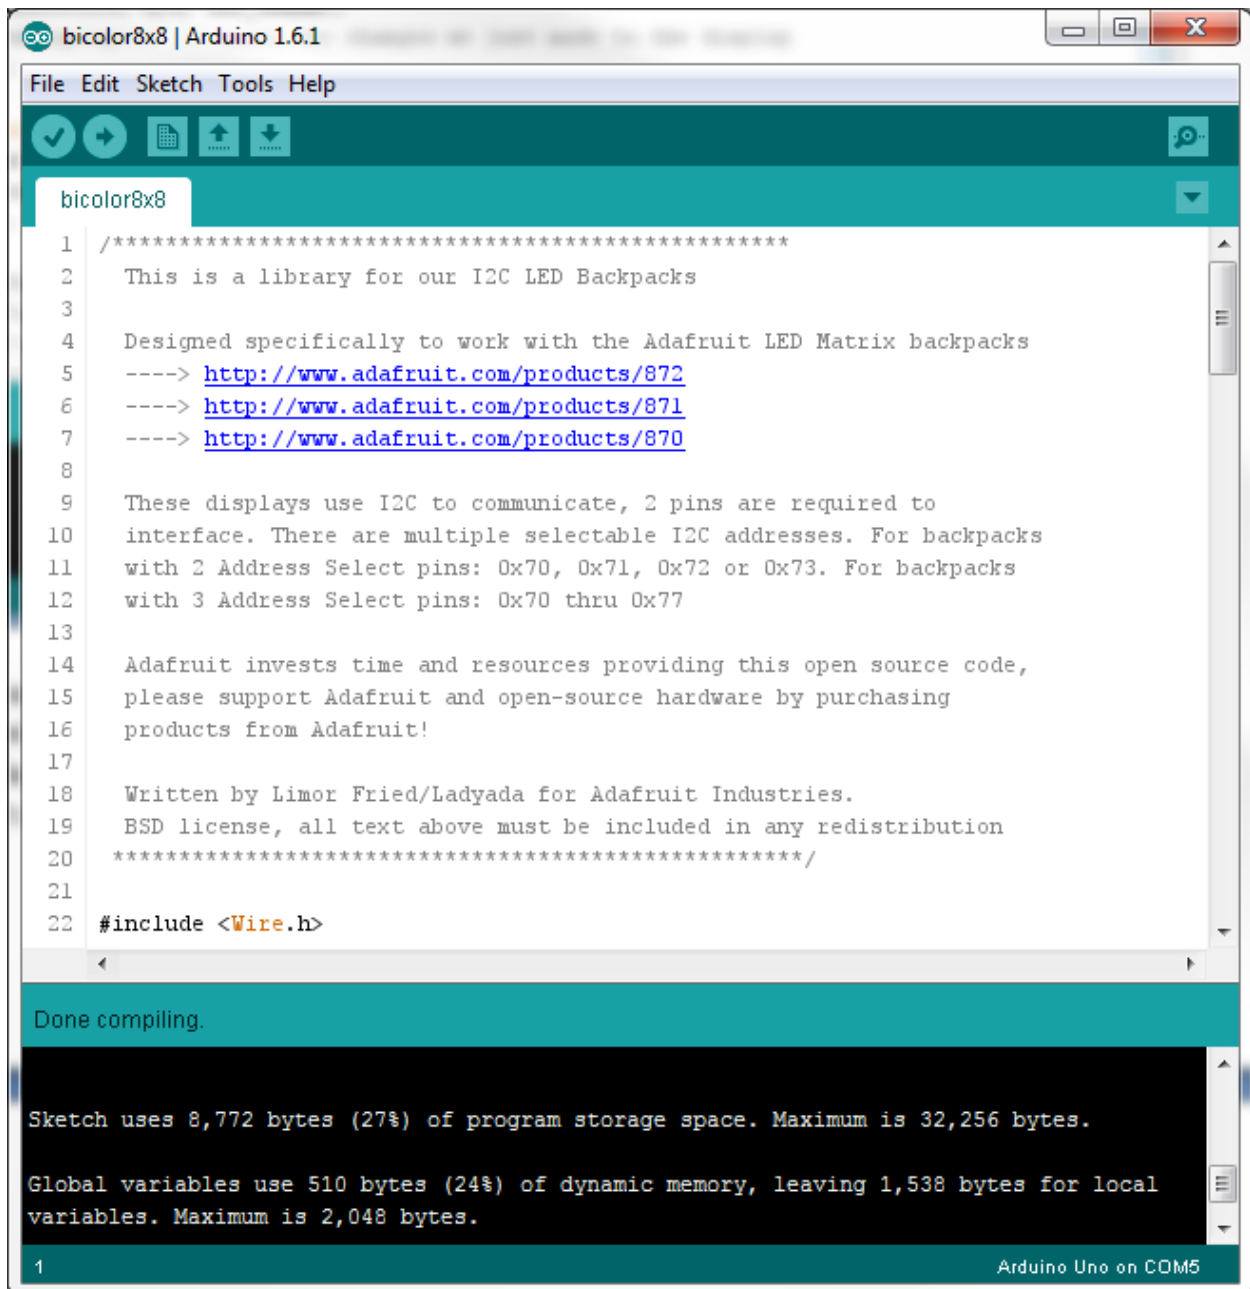 bicolor8x8 | Arduino 1.6.1
File Edit Sketch Tools Help
bicolor8x8
1 /***************************************************
2 This is a library for our I2C LED Backpacks
3
4 Designed specifically to work with the Adafruit LED Matrix backpacks
5 ----> http://www.adafruit.com/products/872
6 ----> http://www.adafruit.com/products/871
7 ----> http://www.adafruit.com/products/870
8
9 These displays use I2C to communicate, 2 pins are required to
10 interface. There are multiple selectable I2C addresses. For backpacks
11 with 2 Address Select pins: 0x70, 0x71, 0x72 or 0x73. For backpacks
12 with 3 Address Select pins: 0x70 thru 0x77
13
14 Adafruit invests time and resources providing this open source code,
15 please support Adafruit and open-source hardware by purchasing
16 products from Adafruit!
17
18 Written by Limor Fried/Ladyada for Adafruit Industries.
19 BSD license, all text above must be included in any redistribution
20 ****************************************************/
21
22 #include <Wire.h>
Done compiling.
Sketch uses 8,772 bytes (27%) of program storage space. Maximum is 32,256 bytes.
Global variables use 510 bytes (24%) of dynamic memory, leaving 1,538 bytes for local
variables. Maximum is 2,048 bytes.
1 Arduino Uno on COM5